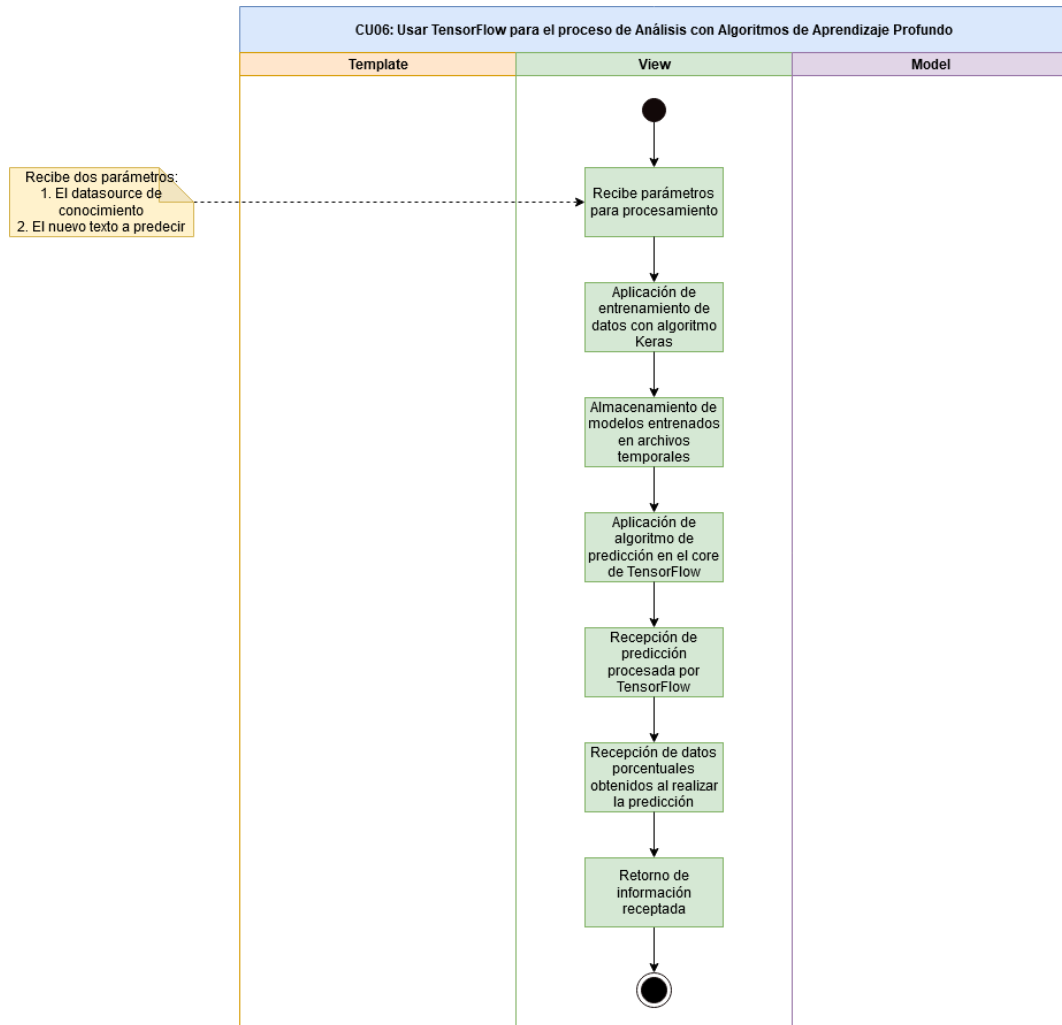 CU06: Usar TensorFlow para el proceso de Análisis con Algoritmos de Aprendizaje Profundo
Template
View
Model
Recibe dos parámetros:
1. El datasource de
conocimiento
2. El nuevo texto a predecir
Recibe parámetros
para procesamiento
Aplicación de
entrenamiento de
datos con algoritmo
Keras
Almacenamiento de
modelos entrenados
en archivos
temporales
Aplicación de
algoritmo de
predicción en el core
de TensorFlow
Recepción de
predicción
procesada por
TensorFlow
Recepción de datos
porcentuales
obtenidos al realizar
la predicción
Retorno de
información
receptada